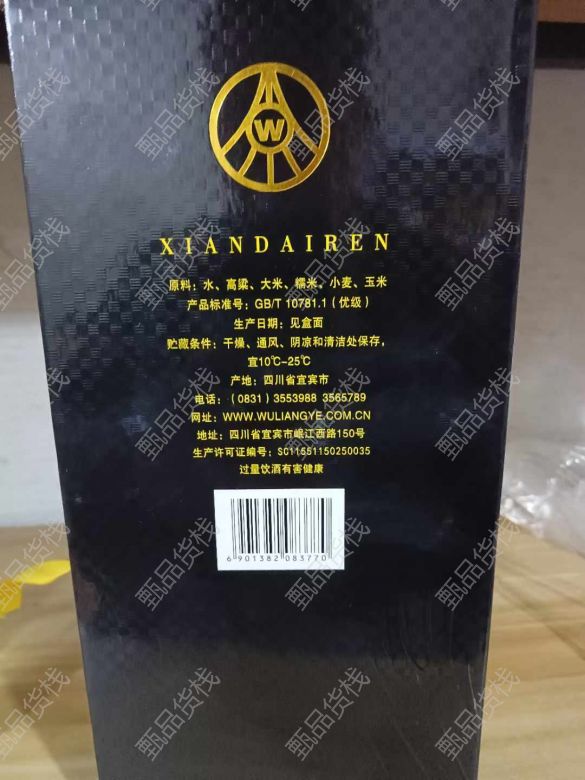 W
XIANDAIREN
原料：水、高粱、大米、糯米、小麦、玉米
产品标准号：GB/T 10781.1（优级）
生产日期：见盒面
贮藏条件：干燥、通风、阴凉和清洁处保存，
宜10℃-25℃
产地：四川省宜宾市
电话：（0831）3553988 3565789
网址：WWW.WULIANGYE.COM.CN
地址：四川省宜宾市岷江西路150号
生产许可证编号：SC11551150250035
过量饮酒有害健康
6 901382 083770
甄品货栈